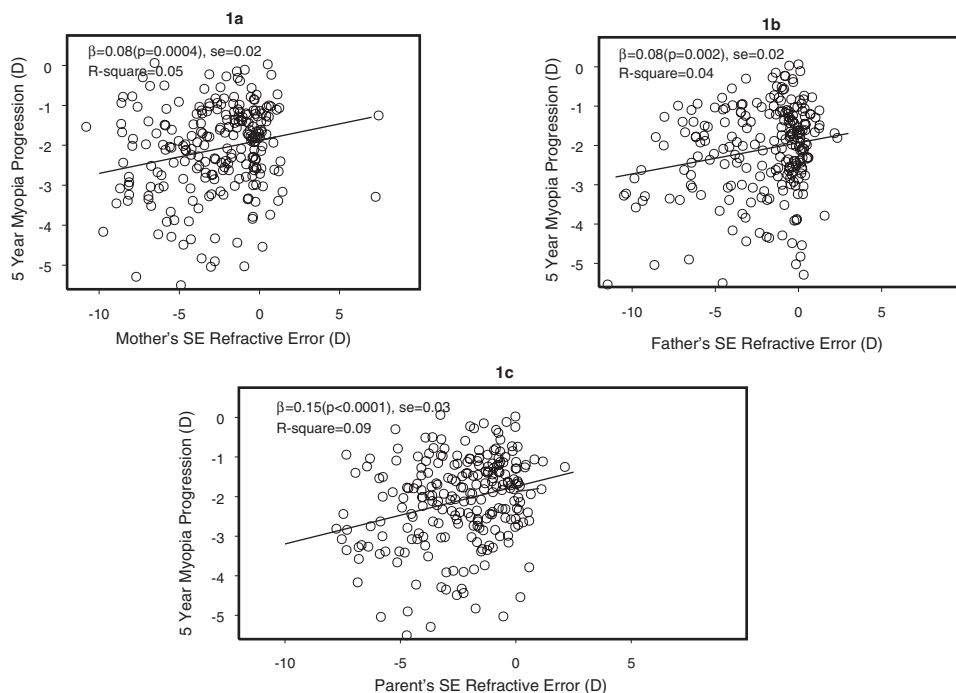 1a
β=0.08(p=0.0004), se=0.02
R-square=0.05
5 Year Myopia Progression (D)
0
-1
-2
-3
-4
-5
-10
-5
0
5
Mother's SE Refractive Error (D)
1b
β=0.08(p=0.002), se=0.02
R-square=0.04
5 Year Myopia Progression (D)
0
-1
-2
-3
-4
-5
-10
-5
0
5
Father's SE Refractive Error (D)
1c
β=0.15(p<0.0001), se=0.03
R-square=0.09
5 Year Myopia Progression (D)
0
-1
-2
-3
-4
-5
-10
-5
0
5
Parent's SE Refractive Error (D)